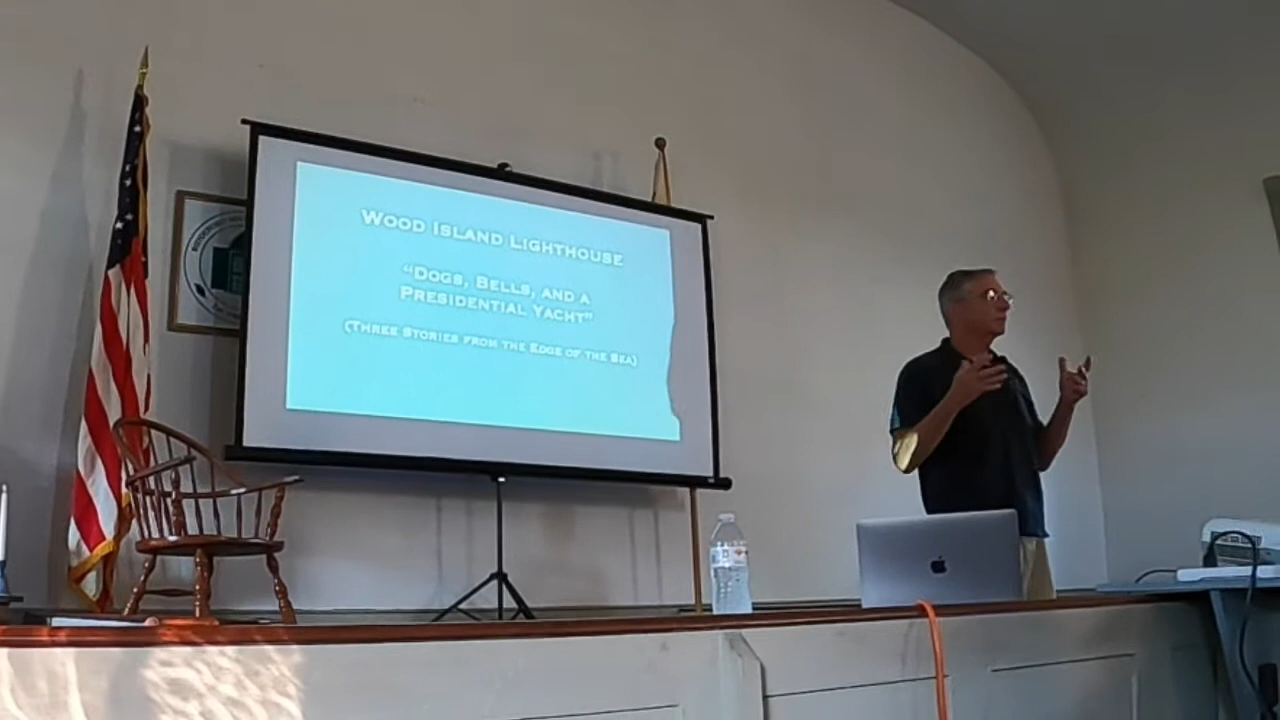 Wood Island Lighthouse
“Dogs, Bells, and a
Presidential Yacht”
(Three Stories from the Edge of the Sea)